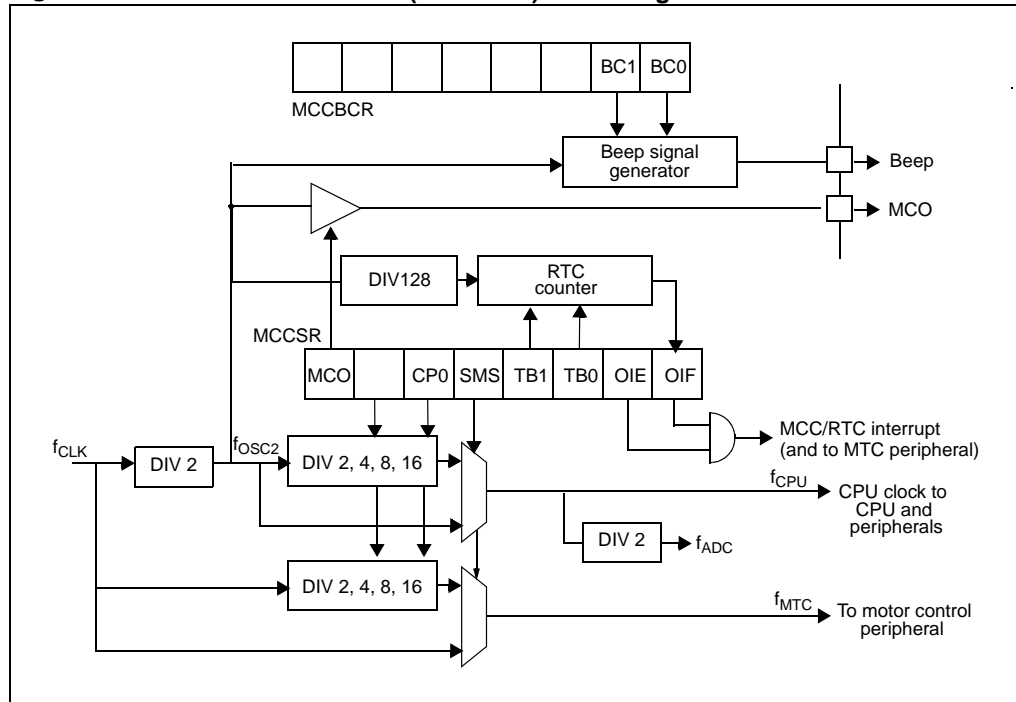 BC1 BC0
MCCBCR
Beep signal
generator
Beep
MCO
DIV128
RTC
counter
MCCSR
MCO CP0 SMS TB1 TB0 OIE OIF
MCC/RTC interrupt
(and to MTC peripheral)
fCLK
DIV 2
fOSC2
DIV 2, 4, 8, 16
fCPU
CPU clock to
CPU and
peripherals
DIV 2
fADC
DIV 2, 4, 8, 16
fMTC
To motor control
peripheral